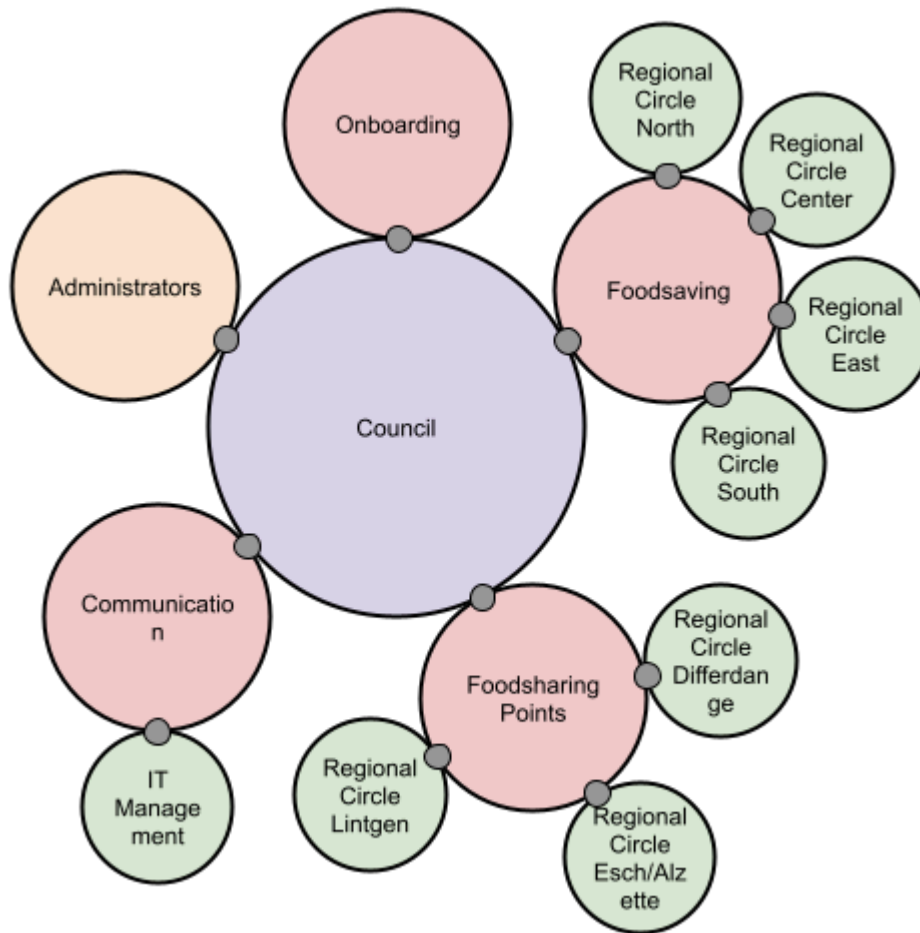 Onboarding
Regional
Circle
North
Regional
Circle
Center
Administrators
Foodsaving
Regional
Circle
East
Council
Regional
Circle
South
Communicatio
n
Foodsharing
Points
Regional
Circle
Differdan
ge
IT
Manage
ment
Regional
Circle
Lintgen
Regional
Circle
Esch/Alz
ette